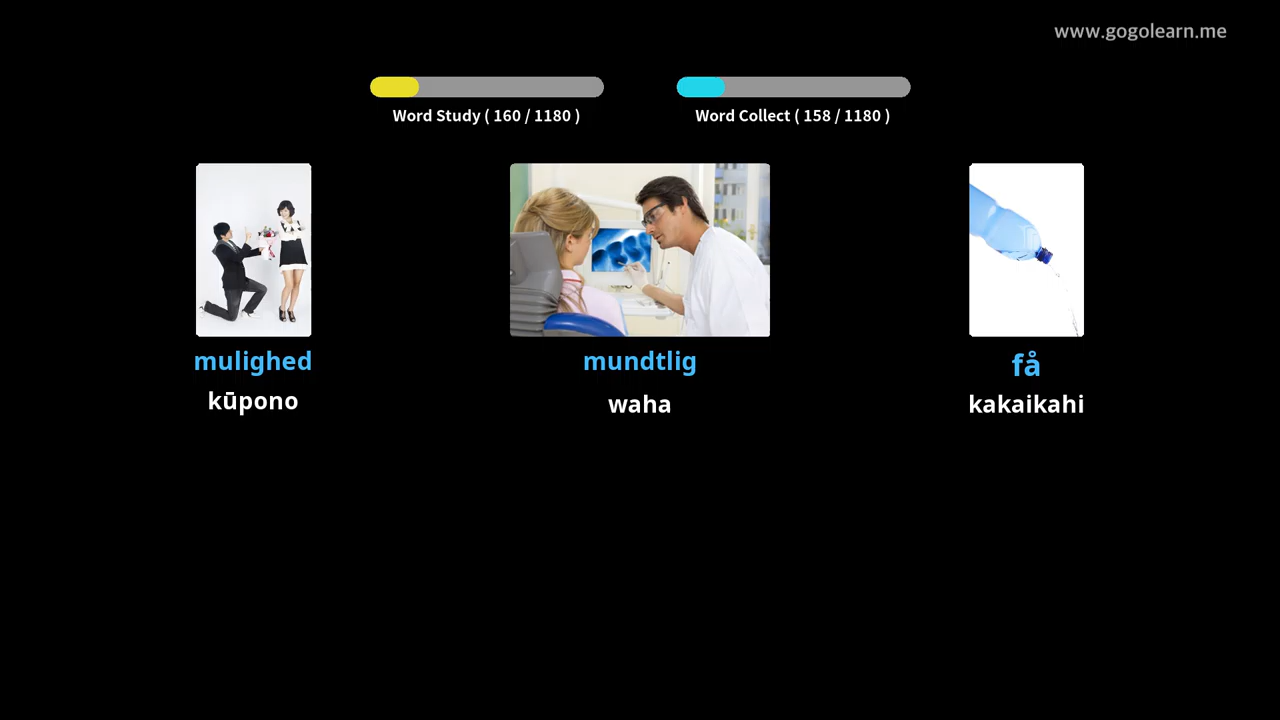 www.gogolearn.me
Word Study ( 160 / 1180 )
Word Collect ( 158 / 1180 )
mulighed
kūpono
mundtlig
waha
få
kakaikahi